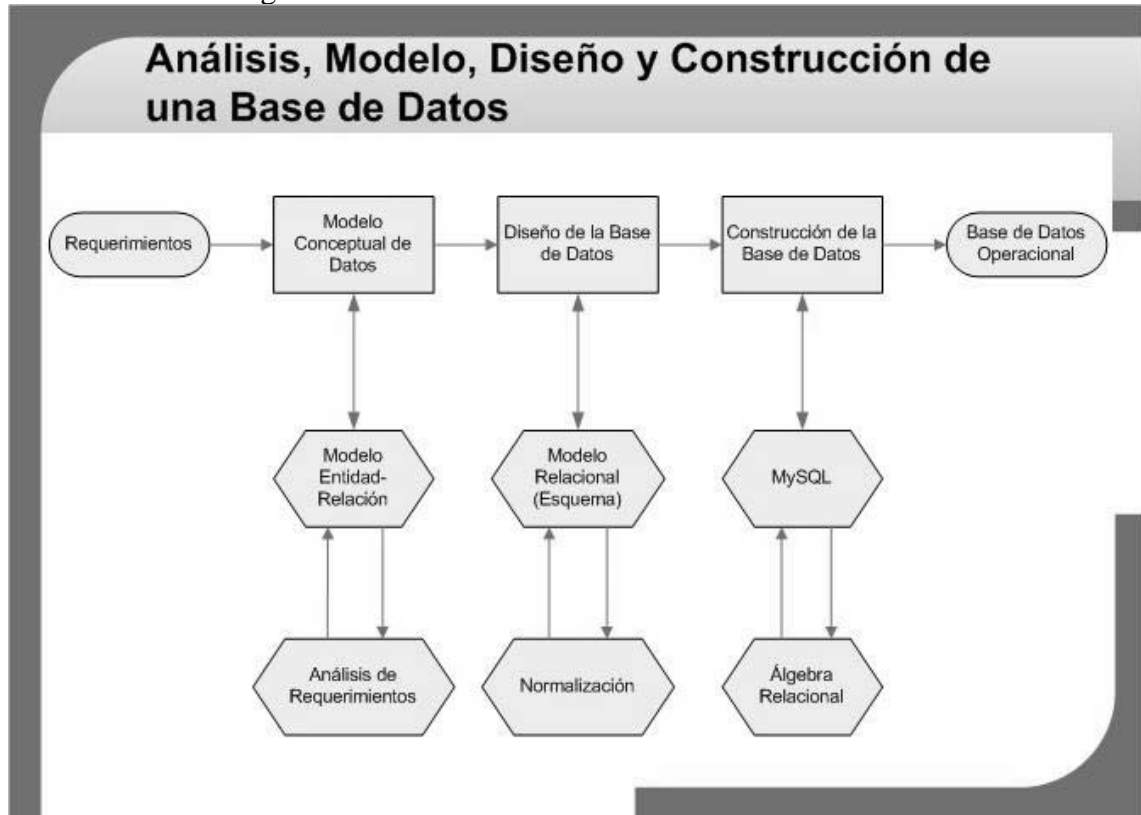 Análisis, Modelo, Diseño y Construcción de
una Base de Datos
Requerimientos
Modelo
Conceptual de
Datos
Diseño de la Base
de Datos
Construcción de la
Base de Datos
Base de Datos
Operacional
Modelo
Entidad-
Relación
Modelo
Relacional
(Esquema)
MySQL
Análisis de
Requerimientos
Normalización
Álgebra
Relacional